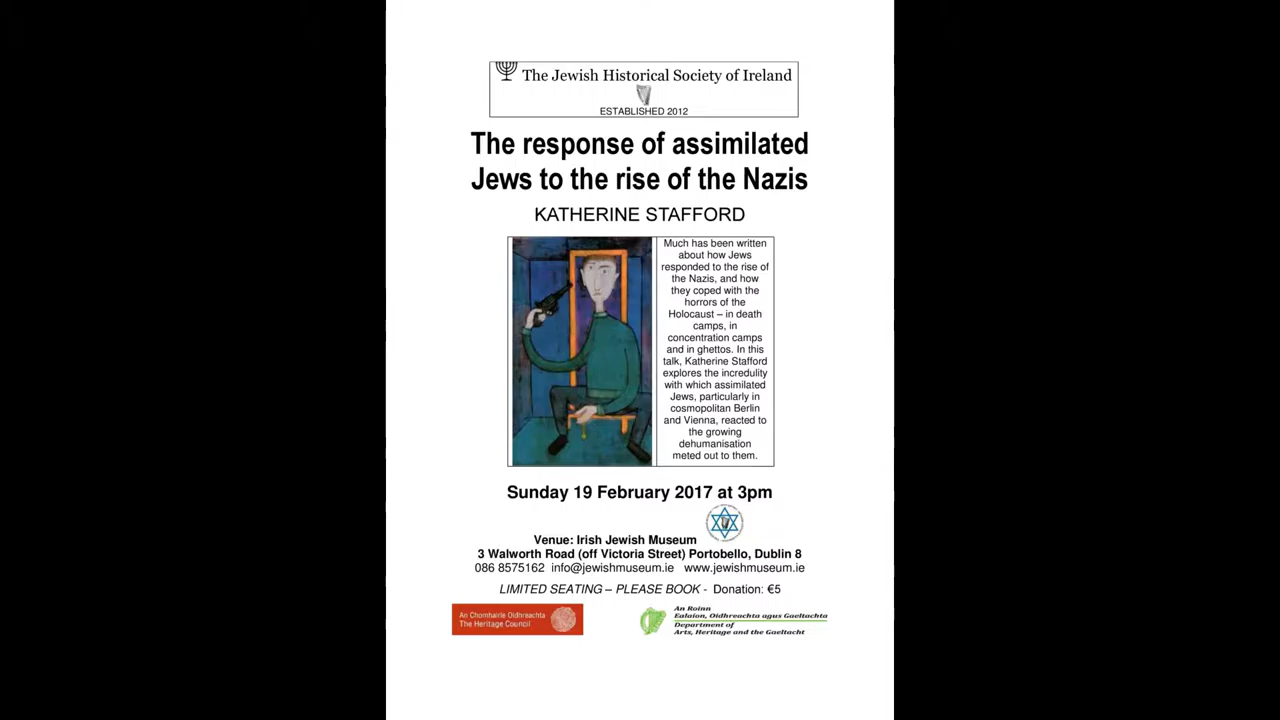 The Jewish Historical Society of Ireland
ESTABLISHED 2012
The response of assimilated
Jews to the rise of the Nazis
KATHERINE STAFFORD
Much has been written
about how Jews
responded to the rise of
the Nazis, and how
they coped with the
horrors of the
Holocaust – in death
camps, in
concentration camps
and in ghettos. In this
talk, Katherine Stafford
explores the incredulity
with which assimilated
Jews, particularly in
cosmopolitan Berlin
and Vienna, reacted to
the growing
dehumanisation
meted out to them.
Sunday 19 February 2017 at 3pm
Venue: Irish Jewish Museum
3 Walworth Road (off Victoria Street) Portobello, Dublin 8
086 8575162 info@jewishmuseum.ie www.jewishmuseum.ie
LIMITED SEATING – PLEASE BOOK - Donation: €5
An Chomhairle Oidhreachta
The Heritage Council
An Roinn
Ealaíon, Oidhreachta agus Gaeltachta
Department of
Arts, Heritage and the Gaeltacht